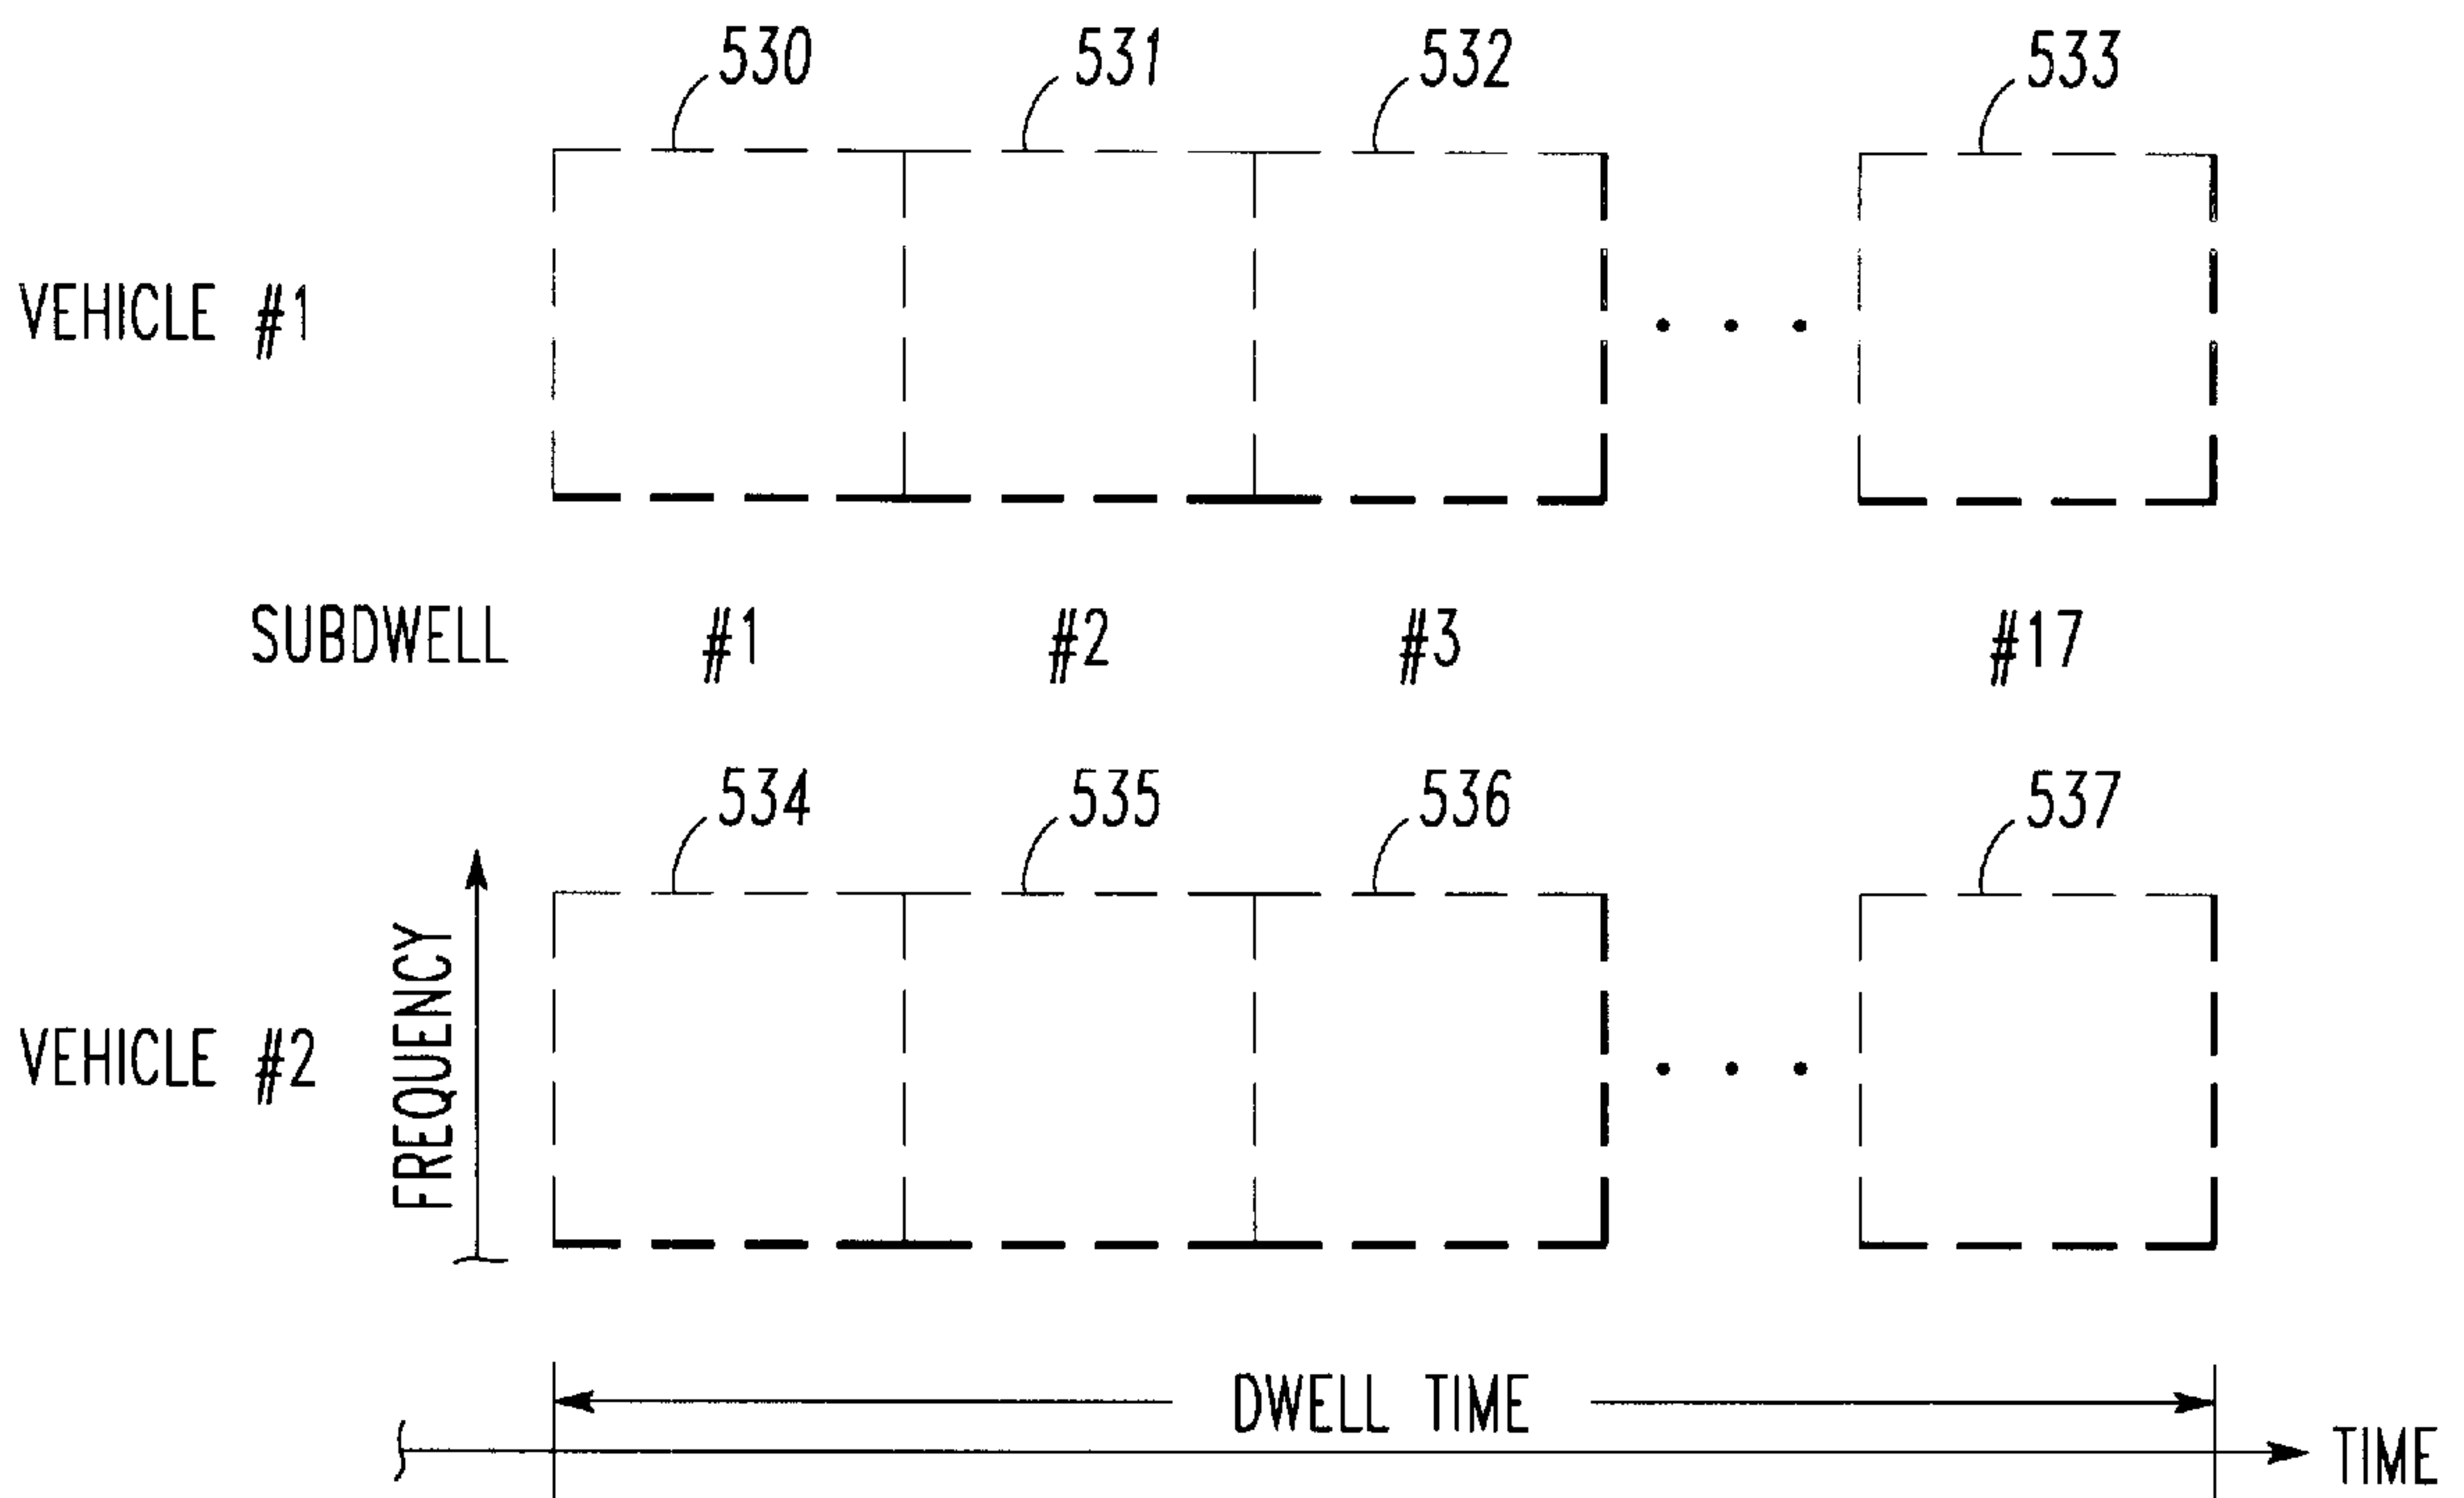 530 531 532 533
VEHICLE #1
SUBDWELL #1 #2 #3 #17
534 535 536 537
FREQUENCY
VEHICLE #2
DWELL TIME
TIME